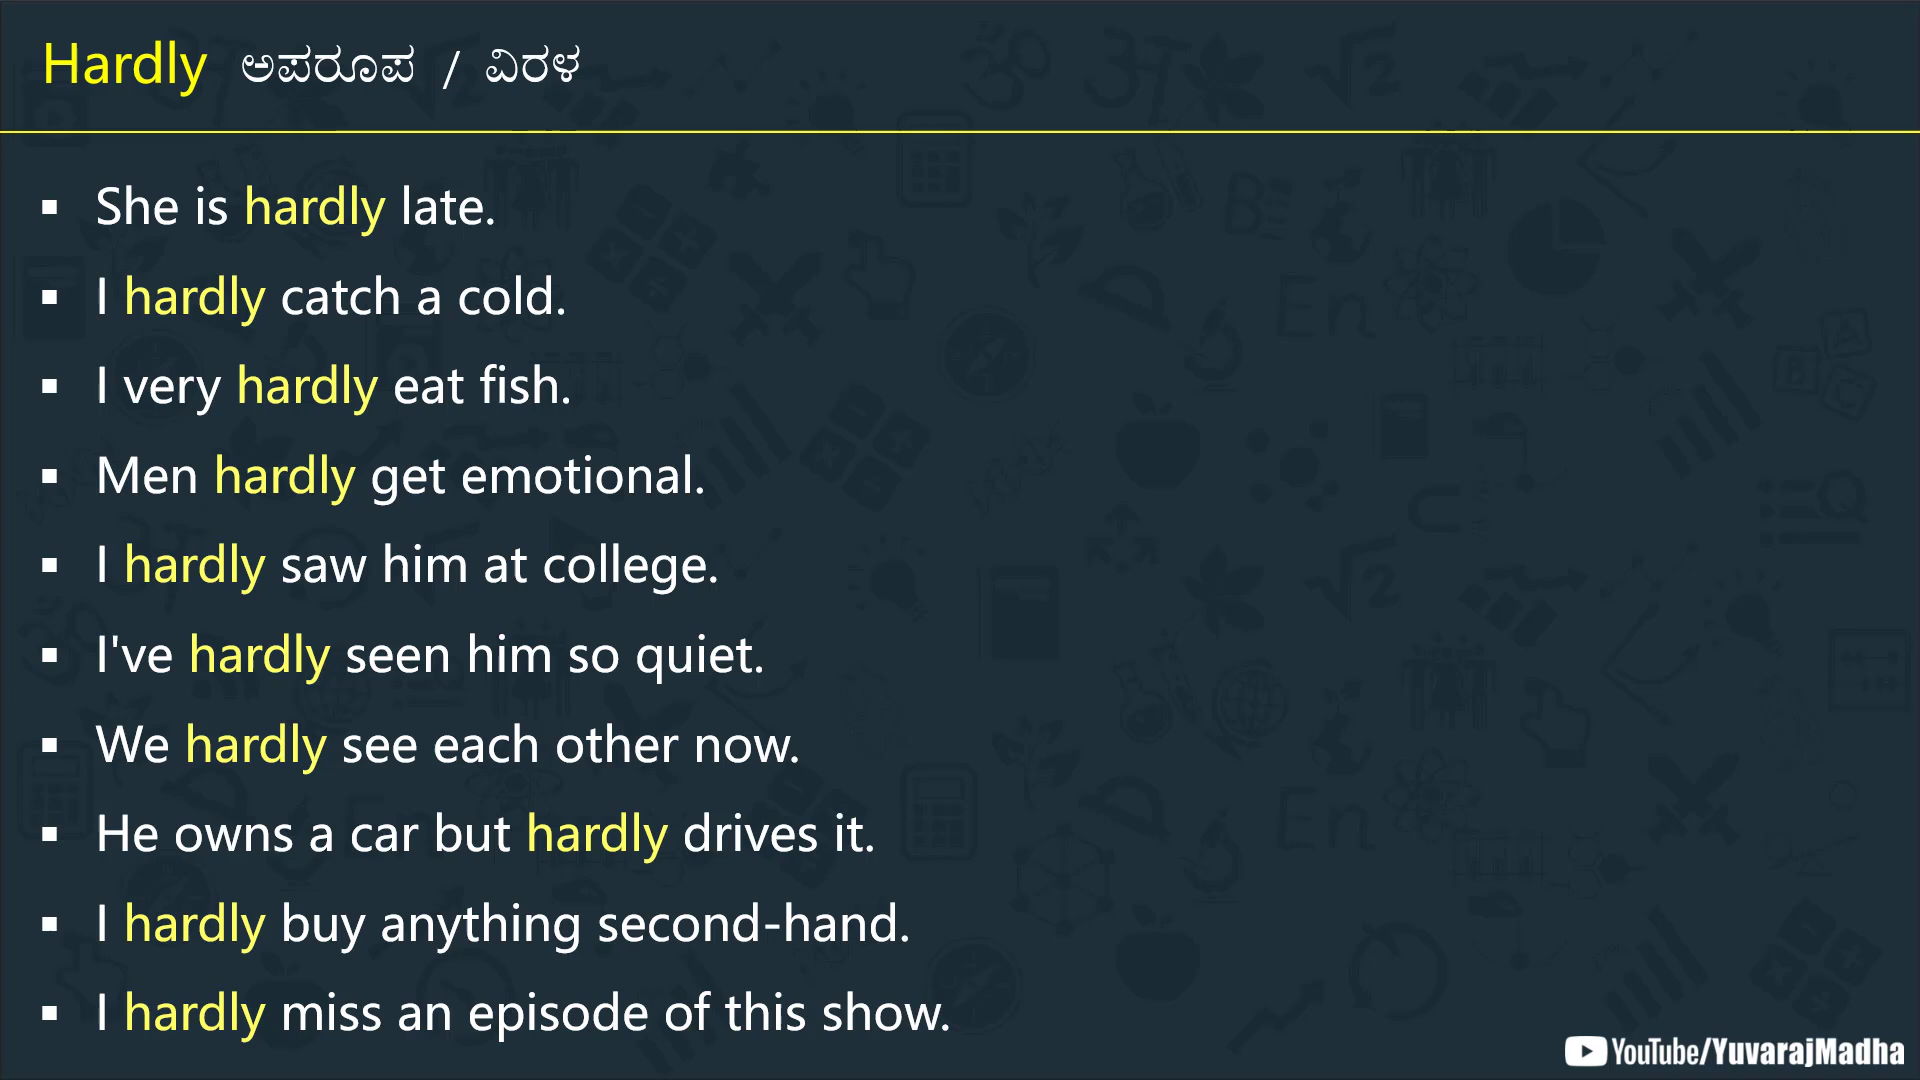 Hardly ಅಪರೂಪ / ವಿರಳ
▪ She is hardly late.
▪ I hardly catch a cold.
▪ I very hardly eat fish.
▪ Men hardly get emotional.
▪ I hardly saw him at college.
▪ I've hardly seen him so quiet.
▪ We hardly see each other now.
▪ He owns a car but hardly drives it.
▪ I hardly buy anything second-hand.
▪ I hardly miss an episode of this show.
YouTube/YuvarajMadha